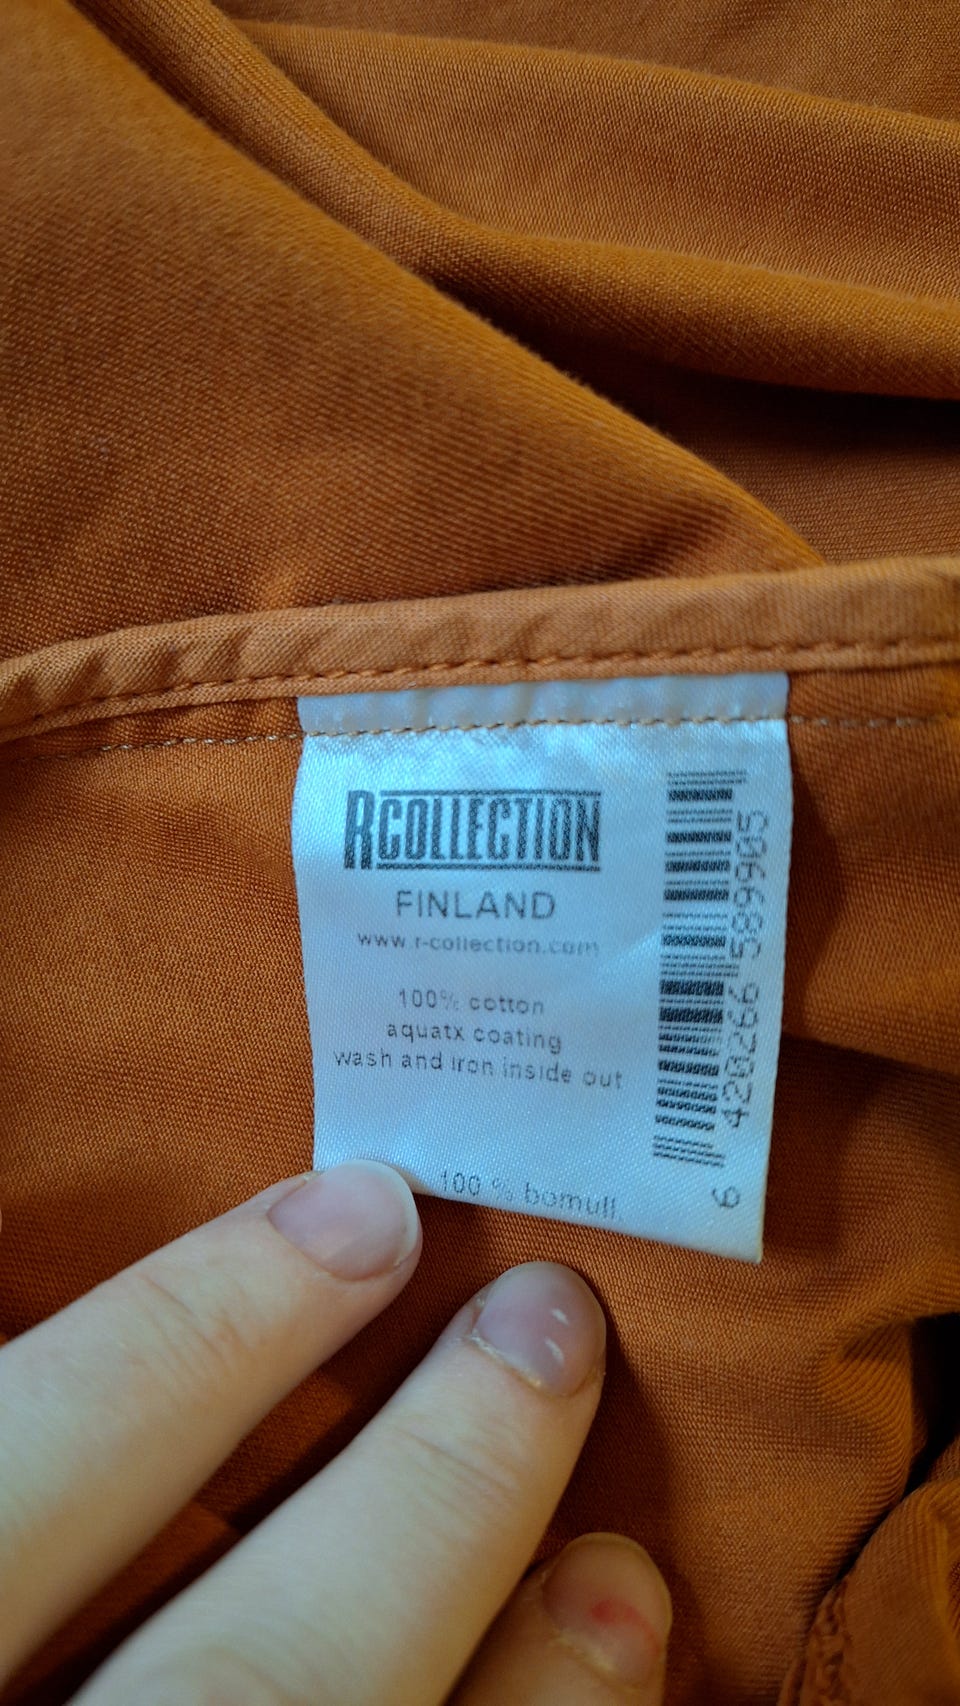 RCOLLECTION
FINLAND
www.r-collection.com
100% cotton
aquatx coating
wash and iron inside out
100 % bomull.
6 420266 589905